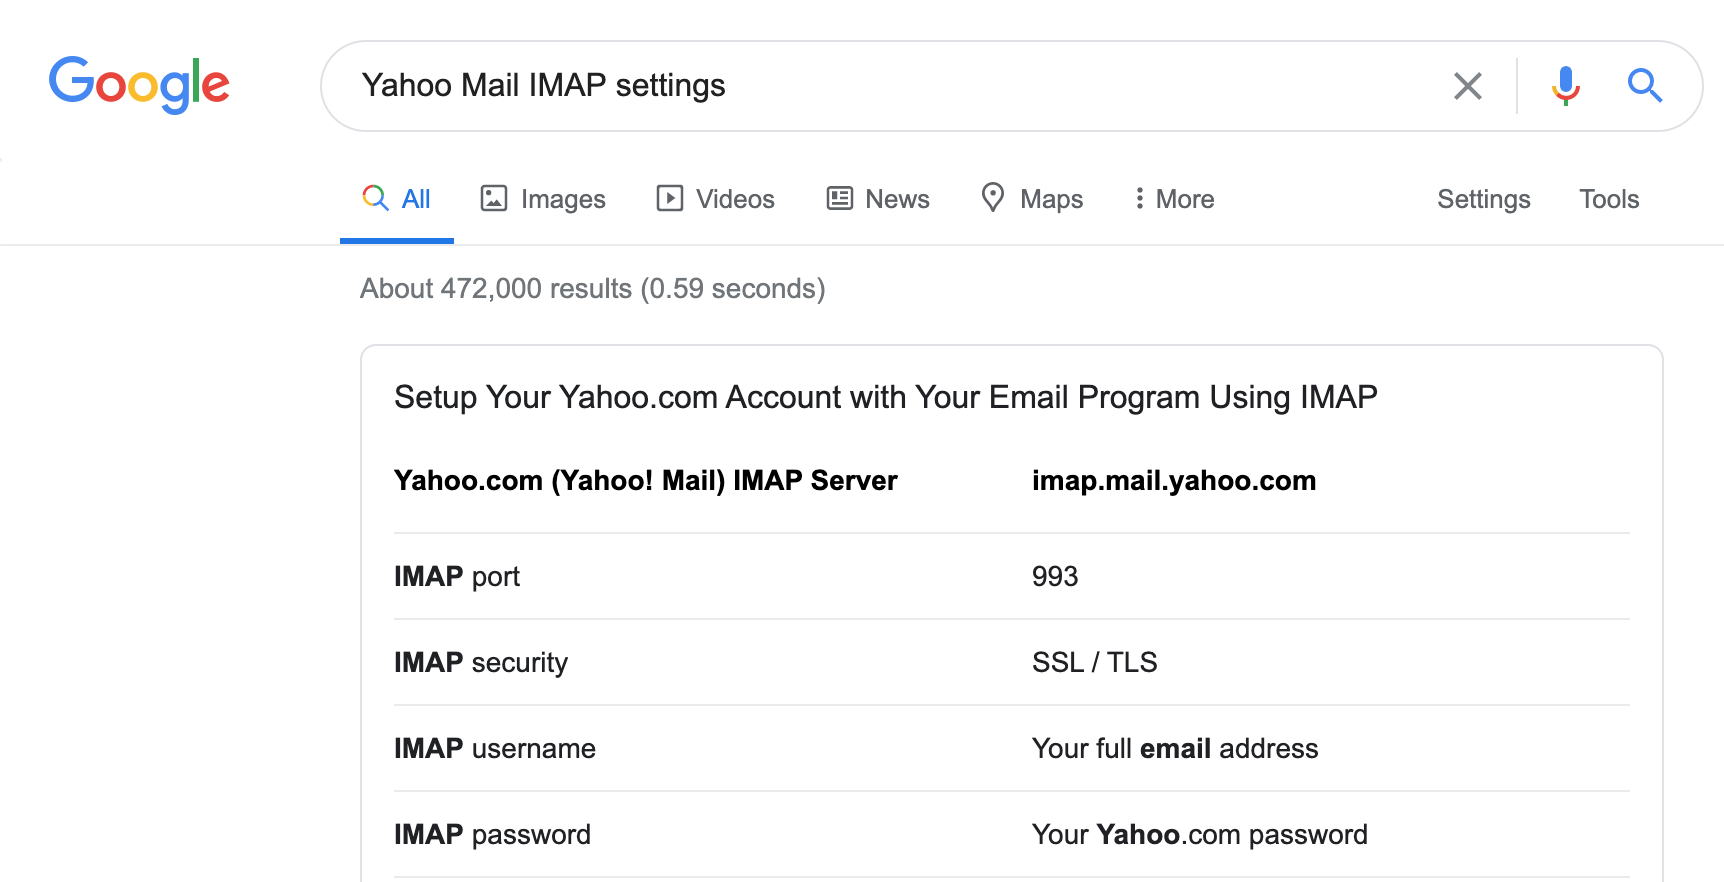 Google
Yahoo Mail IMAP settings
All Images Videos News Maps More Settings Tools
About 472,000 results (0.59 seconds)
Setup Your Yahoo.com Account with Your Email Program Using IMAP
Yahoo.com (Yahoo! Mail) IMAP Server imap.mail.yahoo.com
IMAP port 993
IMAP security SSL / TLS
IMAP username Your full email address
IMAP password Your Yahoo.com password